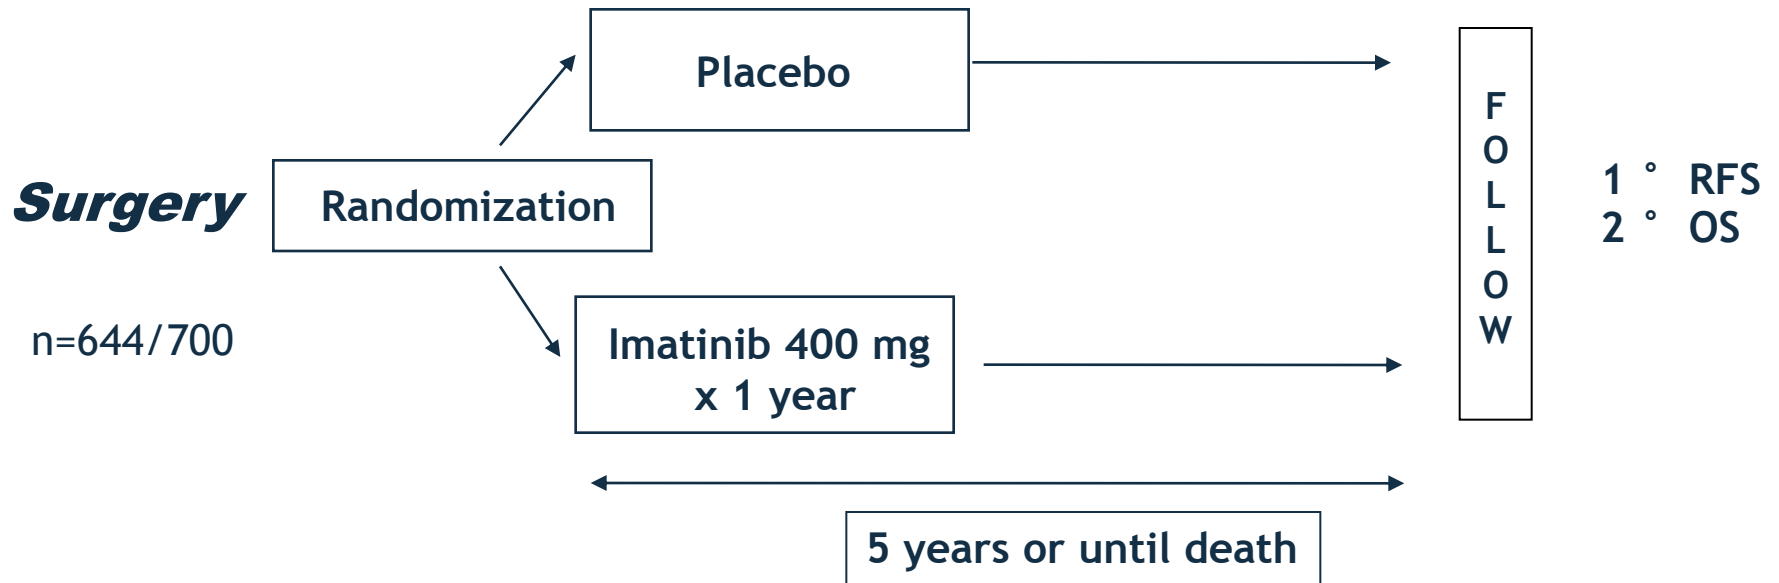 Placebo
Surgery
Randomization
n=644/700
Imatinib 400 mg
x 1 year
F
O
L
L
O
W
1 ° RFS
2 ° OS
5 years or until death